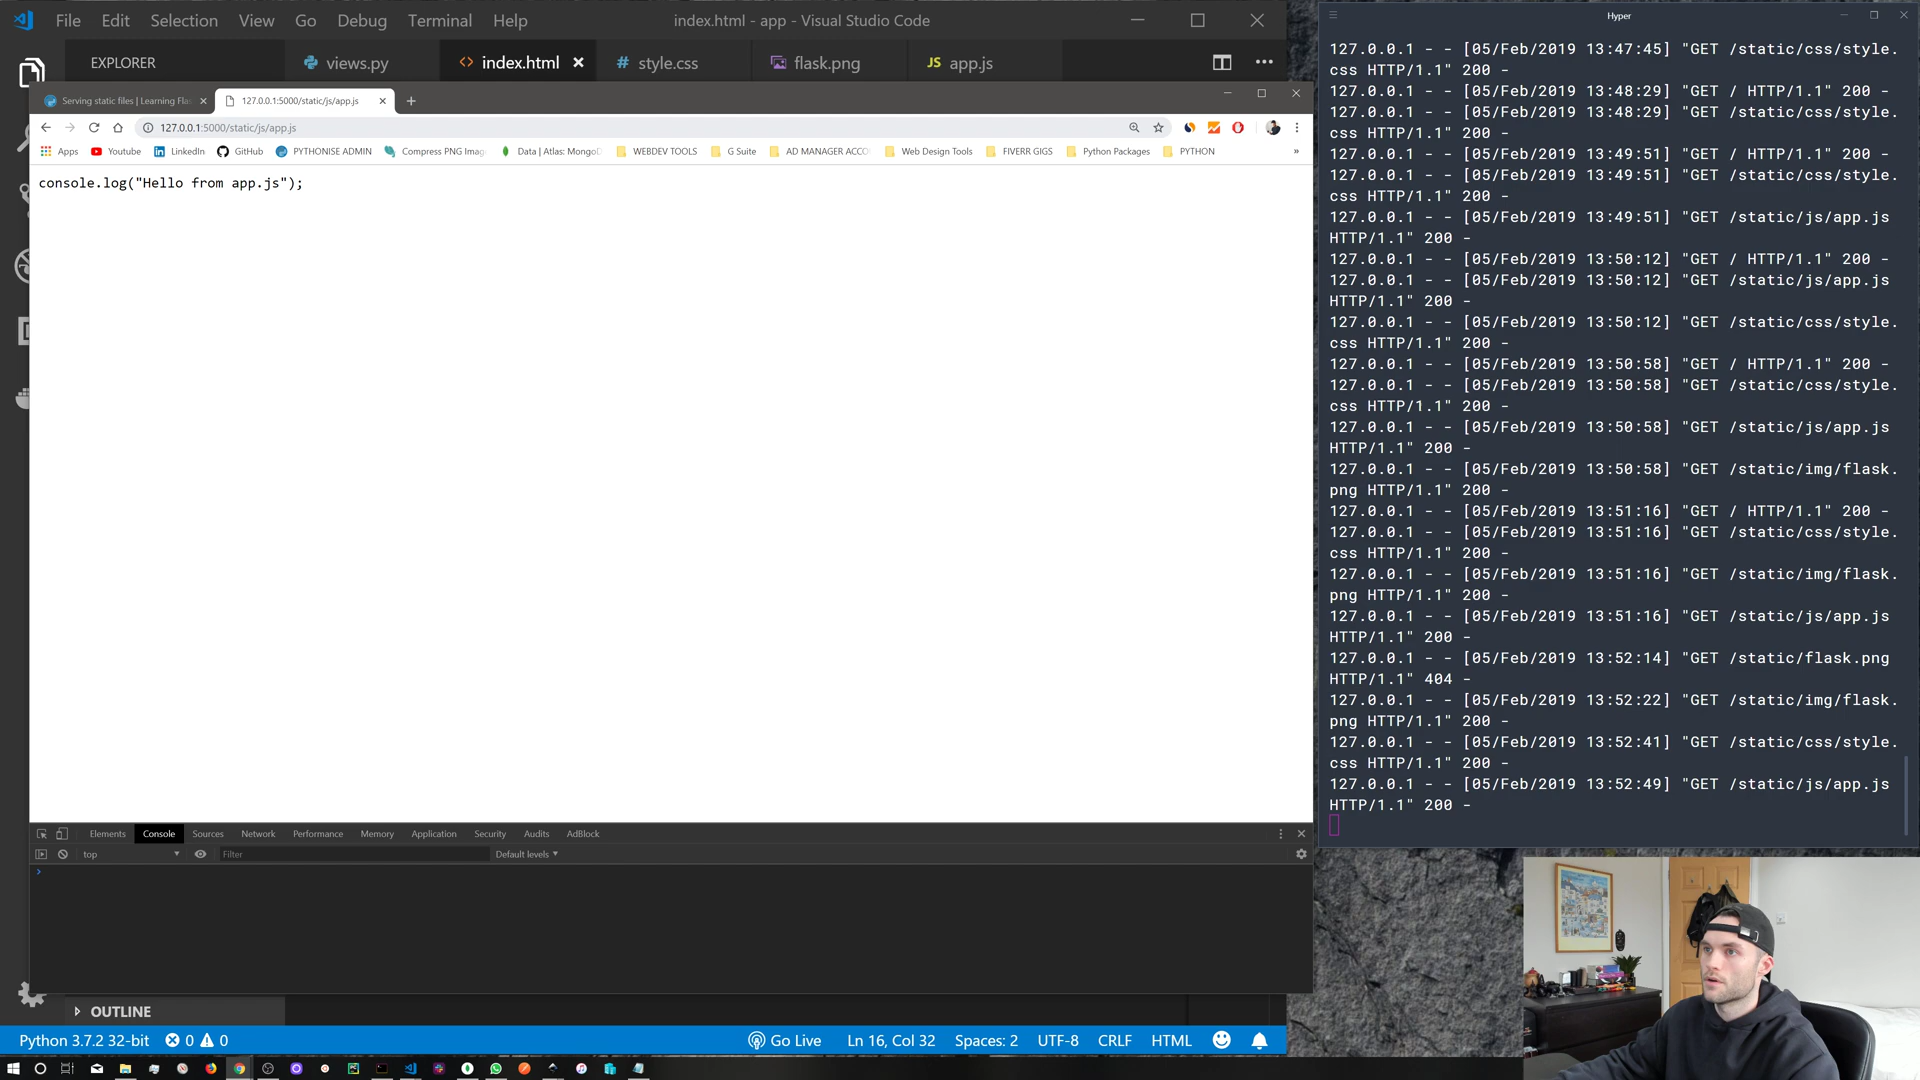 File Edit Selection View Go Debug Terminal Help
index.html - app - Visual Studio Code
EXPLORER
views.py
index.html
style.css
flask.png
JS app.js
Serving static files | Learning Fla
127.0.0.1:5000/static/js/app.js
127.0.0.1:5000/static/js/app.js
Apps Youtube LinkedIn GitHub PYTHONISE ADMIN Compress PNG Imag Data | Atlas: MongoD WEBDEV TOOLS G Suite AD MANAGER ACCO Web Design Tools FIVERR GIGS Python Packages PYTHON »
console.log("Hello from app.js");
Elements Console Sources Network Performance Memory Application Security Audits AdBlock
top Filter Default levels
OUTLINE
Python 3.7.2 32-bit 0 0 Go Live Ln 16, Col 32 Spaces: 2 UTF-8 CRLF HTML
Hyper
127.0.0.1 - - [05/Feb/2019 13:47:45] "GET /static/css/style.
css HTTP/1.1" 200 -
127.0.0.1 - - [05/Feb/2019 13:48:29] "GET / HTTP/1.1" 200 -
127.0.0.1 - - [05/Feb/2019 13:48:29] "GET /static/css/style.
css HTTP/1.1" 200 -
127.0.0.1 - - [05/Feb/2019 13:49:51] "GET / HTTP/1.1" 200 -
127.0.0.1 - - [05/Feb/2019 13:49:51] "GET /static/css/style.
css HTTP/1.1" 200 -
127.0.0.1 - - [05/Feb/2019 13:49:51] "GET /static/js/app.js
HTTP/1.1" 200 -
127.0.0.1 - - [05/Feb/2019 13:50:12] "GET / HTTP/1.1" 200 -
127.0.0.1 - - [05/Feb/2019 13:50:12] "GET /static/js/app.js
HTTP/1.1" 200 -
127.0.0.1 - - [05/Feb/2019 13:50:12] "GET /static/css/style.
css HTTP/1.1" 200 -
127.0.0.1 - - [05/Feb/2019 13:50:58] "GET / HTTP/1.1" 200 -
127.0.0.1 - - [05/Feb/2019 13:50:58] "GET /static/css/style.
css HTTP/1.1" 200 -
127.0.0.1 - - [05/Feb/2019 13:50:58] "GET /static/js/app.js
HTTP/1.1" 200 -
127.0.0.1 - - [05/Feb/2019 13:50:58] "GET /static/img/flask.
png HTTP/1.1" 200 -
127.0.0.1 - - [05/Feb/2019 13:51:16] "GET / HTTP/1.1" 200 -
127.0.0.1 - - [05/Feb/2019 13:51:16] "GET /static/css/style.
css HTTP/1.1" 200 -
127.0.0.1 - - [05/Feb/2019 13:51:16] "GET /static/img/flask.
png HTTP/1.1" 200 -
127.0.0.1 - - [05/Feb/2019 13:51:16] "GET /static/js/app.js
HTTP/1.1" 200 -
127.0.0.1 - - [05/Feb/2019 13:52:14] "GET /static/flask.png
HTTP/1.1" 404 -
127.0.0.1 - - [05/Feb/2019 13:52:22] "GET /static/img/flask.
png HTTP/1.1" 200 -
127.0.0.1 - - [05/Feb/2019 13:52:41] "GET /static/css/style.
css HTTP/1.1" 200 -
127.0.0.1 - - [05/Feb/2019 13:52:49] "GET /static/js/app.js
HTTP/1.1" 200 -